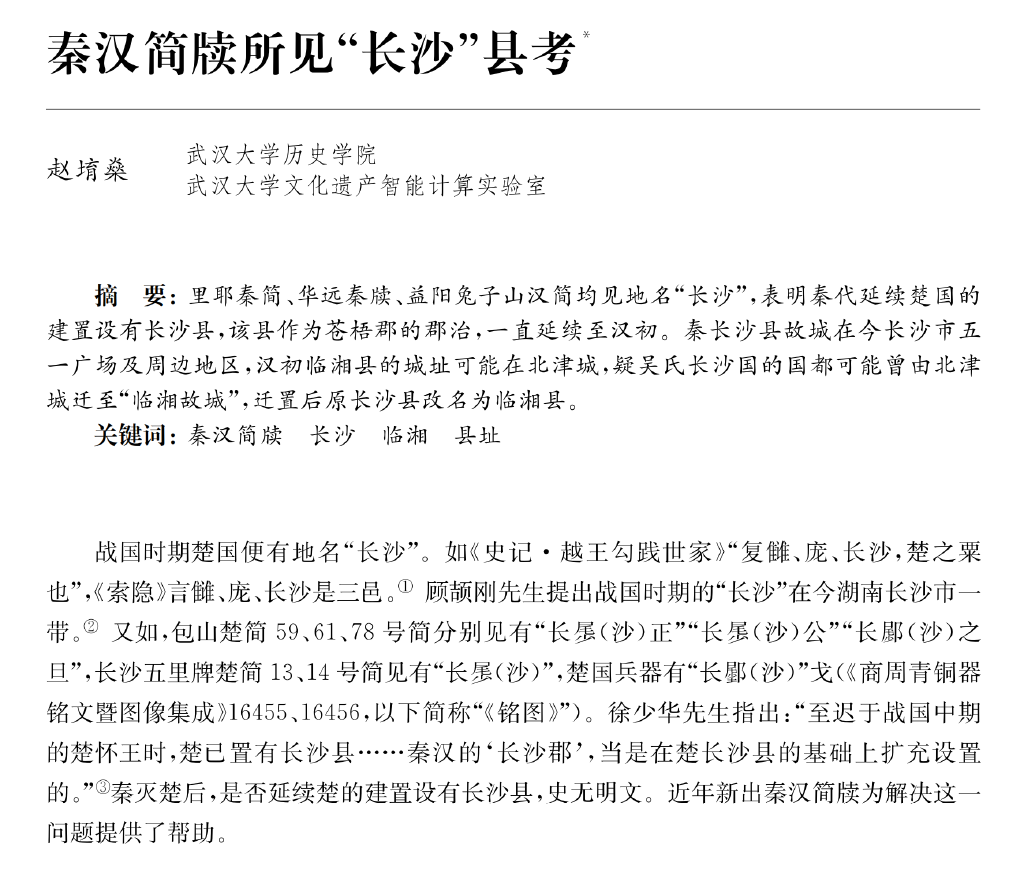 秦汉简牍所见“长沙”县考*
赵堉燊
武汉大学历史学院
武汉大学文化遗产智能计算实验室
摘 要：里耶秦简、华远秦牍、益阳兔子山汉简均见地名“长沙”，表明秦代延续楚国的
建置设有长沙县，该县作为苍梧郡的郡治，一直延续至汉初。秦长沙县故城在今长沙市五
一广场及周边地区，汉初临湘县的城址可能在北津城，疑吴氏长沙国的国都可能曾由北津
城迁至“临湘故城”，迁置后原长沙县改名为临湘县。
关键词：秦汉简牍 长沙 临湘 县址
战国时期楚国便有地名“长沙”。如《史记·越王勾践世家》“复雠、庞、长沙，楚之粟
也”，《索隐》言雠、庞、长沙是三邑。① 顾颉刚先生提出战国时期的“长沙”在今湖南长沙市一
带。② 又如，包山楚简 59、61、78 号简分别见有“长（沙）正”“长（沙）公”“长（沙）之
旦”，长沙五里牌楚简 13、14 号简见有“长（沙）”，楚国兵器有“长（沙）”戈（《商周青铜器
铭文暨图像集成》16455、16456，以下简称“《铭图》”）。徐少华先生指出：“至迟于战国中期
的楚怀王时，楚已置有长沙县……秦汉的‘长沙郡’，当是在楚长沙县的基础上扩充设置
的。”③秦灭楚后，是否延续楚的建置设有长沙县，史无明文。近年新出秦汉简牍为解决这一
问题提供了帮助。